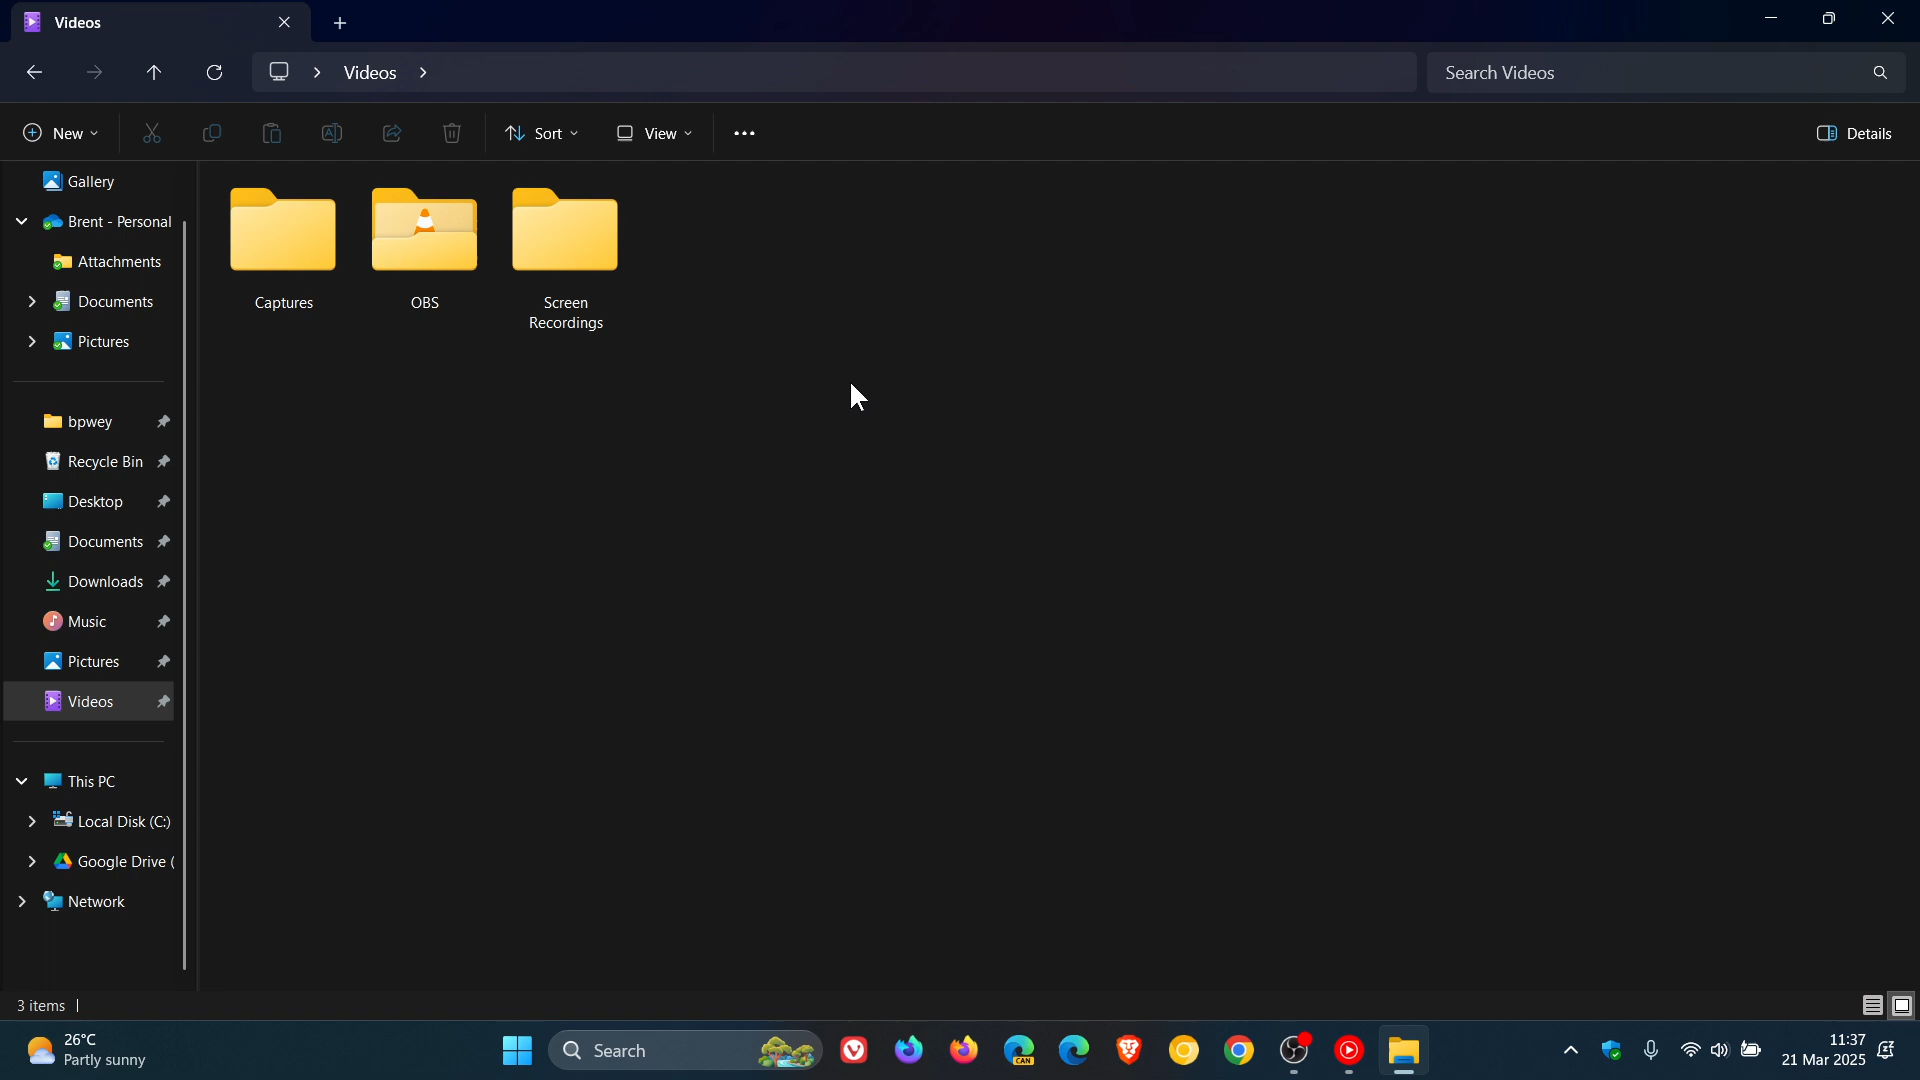 Videos
Videos
Search Videos
New
Sort
View
Details
Gallery
Brent - Personal
Attachments
Documents
Pictures
bpwey
Recycle Bin
Desktop
Documents
Downloads
Music
Pictures
Videos
This PC
Local Disk (C:)
Google Drive (
Network
Captures
OBS
Screen
Recordings
3 items
26°C
Partly sunny
Search
CAN
11:37
21 Mar 2025